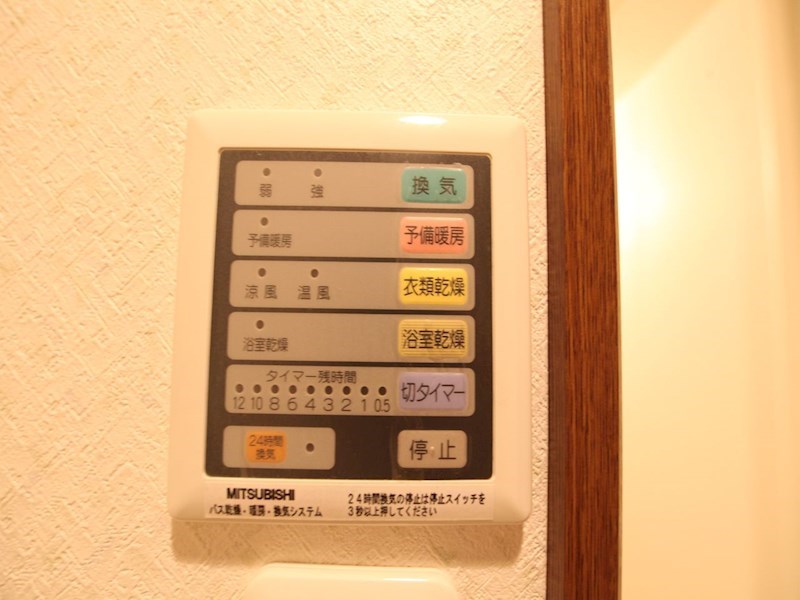 弱 強 換気
予備暖房 予備暖房
涼風 温風 衣類乾燥
浴室乾燥 浴室乾燥
タイマー残時間
12 10 8 6 4 3 2 1 0.5 切タイマー
24時間
換気
停止
MITSUBISHI
バス乾燥・暖房・換気システム
24時間換気の停止は停止スイッチを
3秒以上押してください